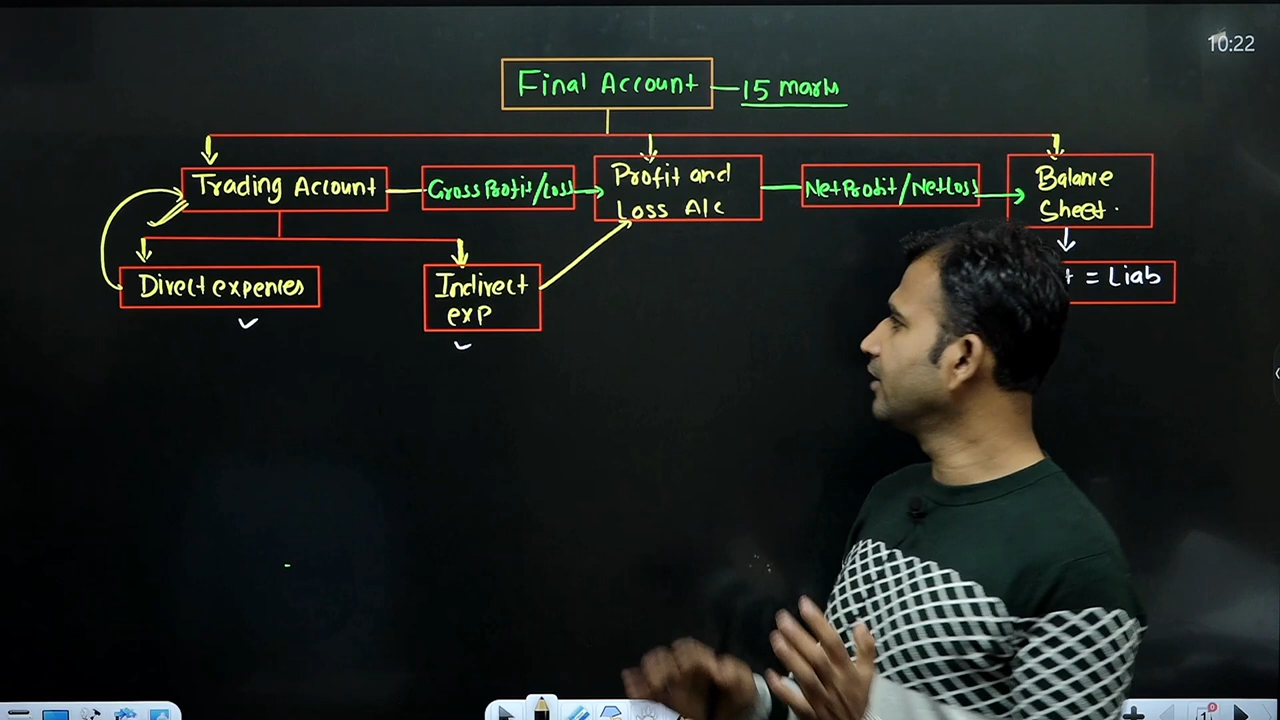 10:22
Final Account
15 marks
Trading Account
Gross Profit/Loss
Profit and
Loss A/c
Net Profit/Net Loss
Balance
Sheet.
Direct expenses
Indirect
exp
= Liab